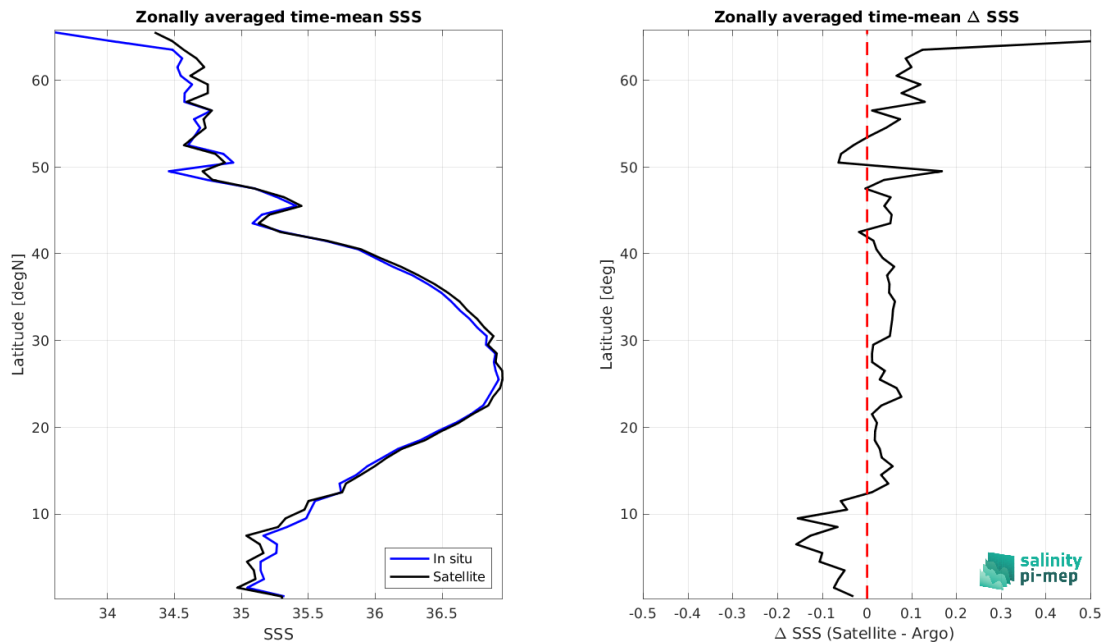 Zonally averaged time-mean SSS
60
50
40
30
20
10
Latitude [degN]
34
34.5
35
35.5
36
36.5
SSS
In situ
Satellite
Zonally averaged time-mean Δ SSS
60
50
40
30
20
10
Latitude [deg]
-0.5
-0.4
-0.3
-0.2
-0.1
0
0.1
0.2
0.3
0.4
0.5
Δ SSS (Satellite - Argo)
salinity
pi-mep